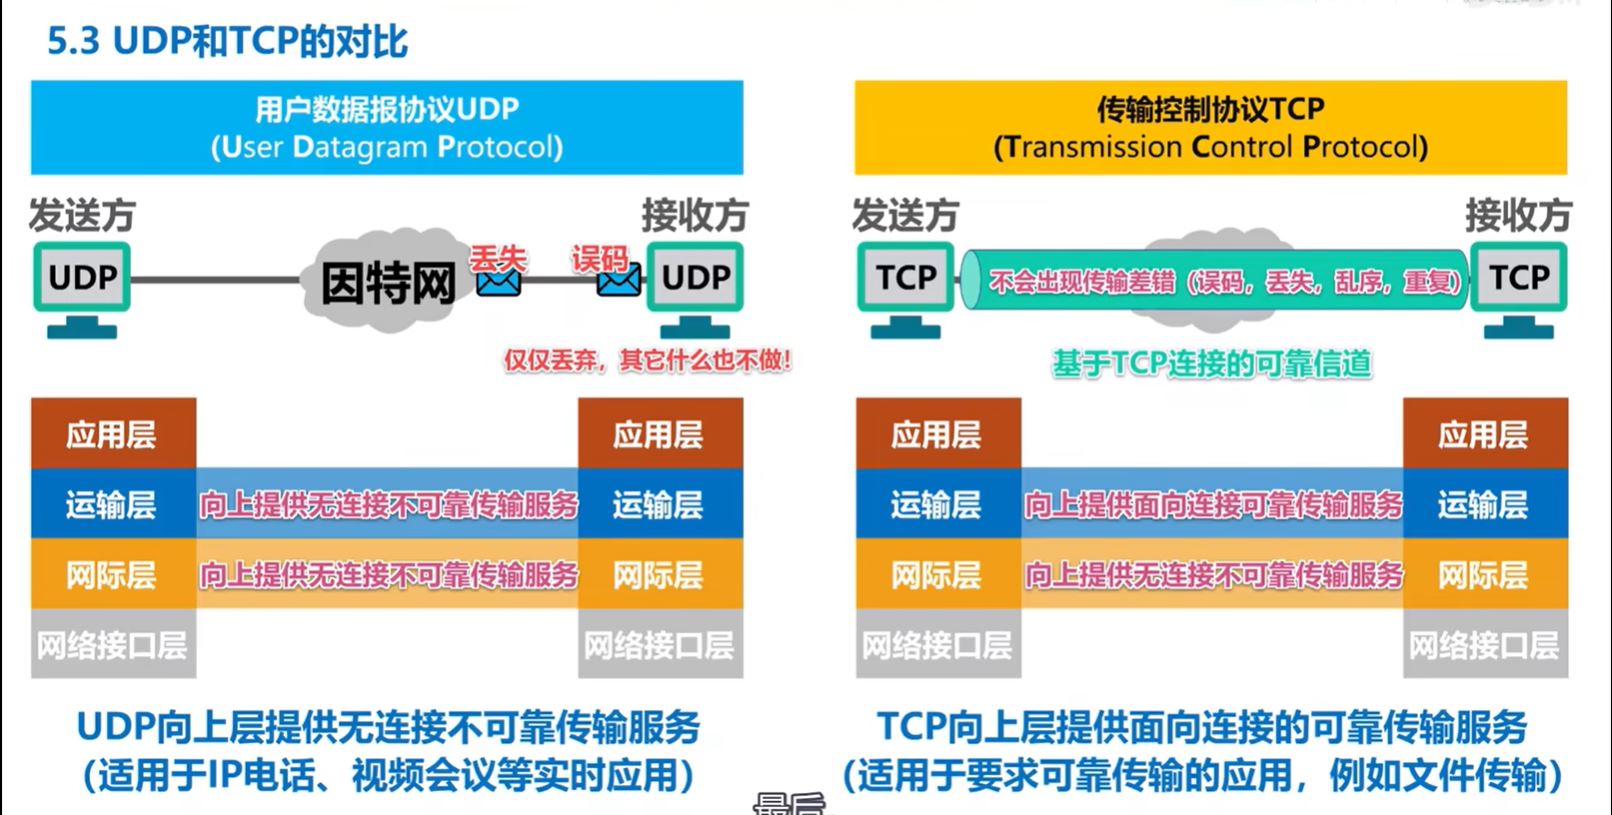 5.3 UDP和TCP的对比
用户数据报协议UDP
(User Datagram Protocol)
发送方
接收方
UDP
因特网
丢失
误码
UDP
仅仅丢弃，其它什么也不做！
应用层
应用层
运输层
向上提供无连接不可靠传输服务
运输层
网际层
向上提供无连接不可靠传输服务
网际层
网络接口层
网络接口层
UDP向上层提供无连接不可靠传输服务
（适用于IP电话、视频会议等实时应用）
传输控制协议TCP
(Transmission Control Protocol)
发送方
接收方
TCP
不会出现传输差错（误码，丢失，乱序，重复）
TCP
基于TCP连接的可靠信道
应用层
应用层
运输层
向上提供面向连接可靠传输服务
运输层
网际层
向上提供无连接不可靠传输服务
网际层
网络接口层
网络接口层
TCP向上层提供面向连接的可靠传输服务
（适用于要求可靠传输的应用，例如文件传输）
最后